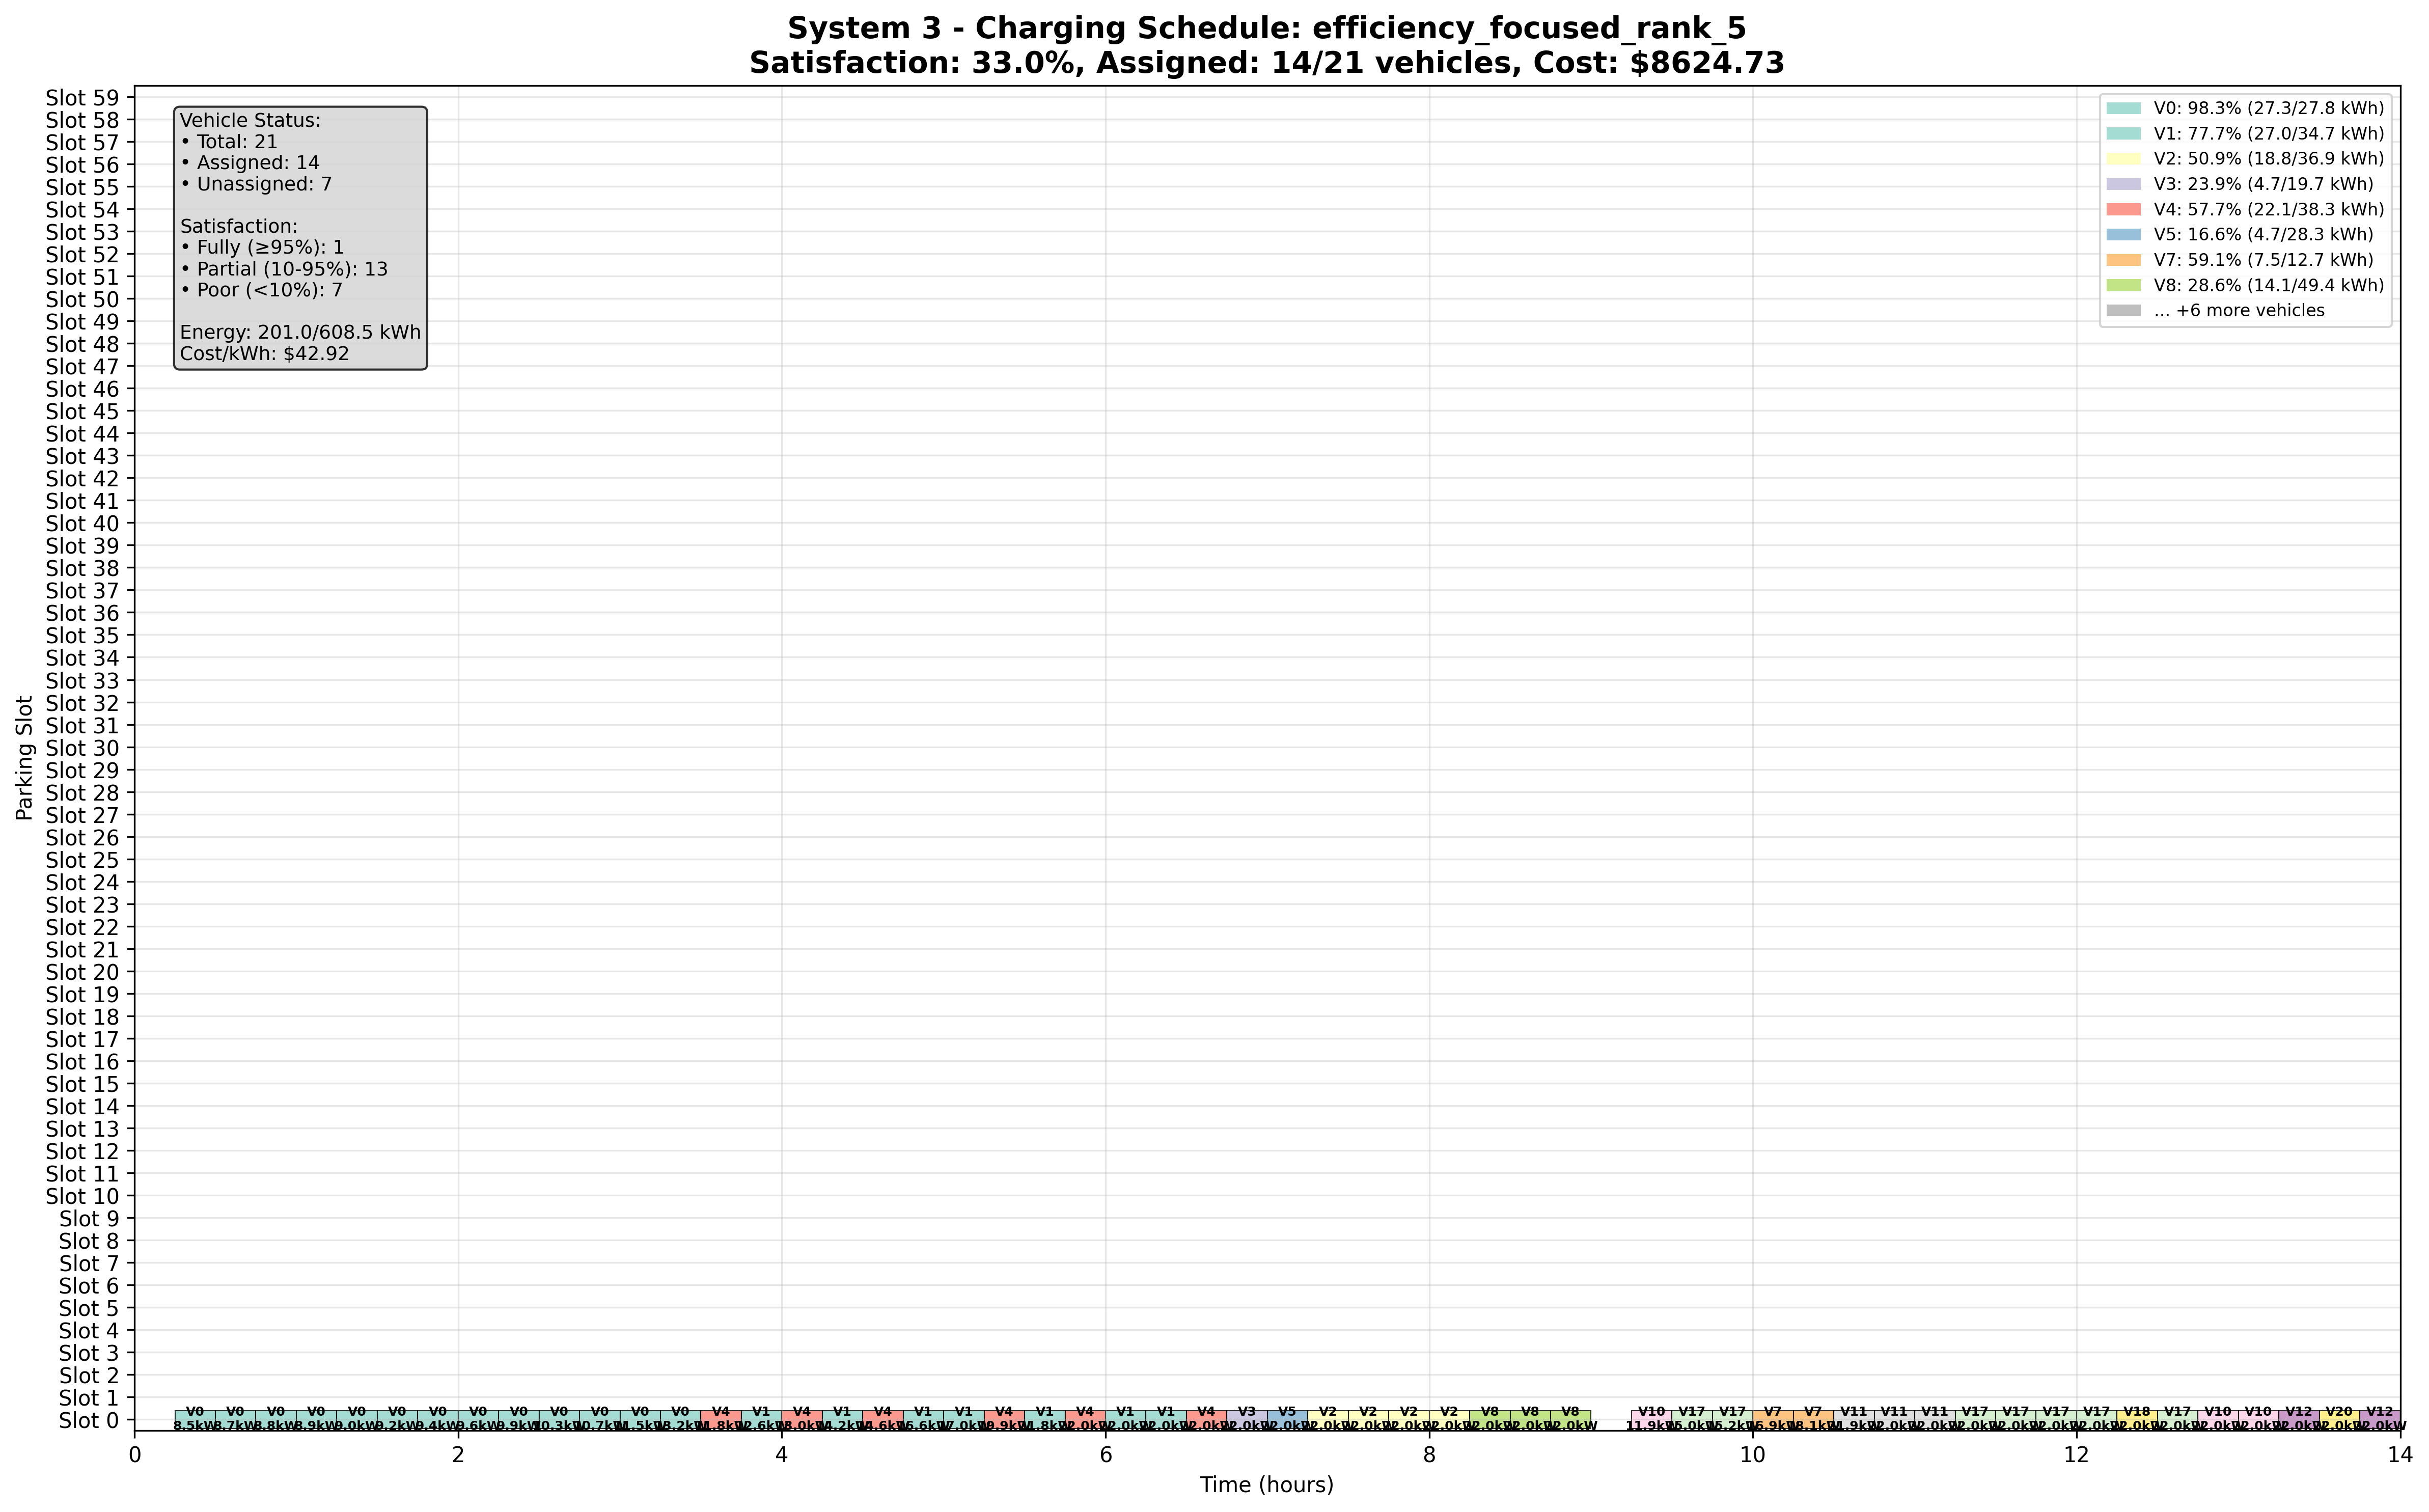 System 3 - Charging Schedule: efficiency_focused_rank_5
Satisfaction: 33.0%, Assigned: 14/21 vehicles, Cost: $8624.73
Vehicle Status:
• Total: 21
• Assigned: 14
• Unassigned: 7
Satisfaction:
• Fully (≥95%): 1
• Partial (10-95%): 13
• Poor (<10%): 7
Energy: 201.0/608.5 kWh
Cost/kWh: $42.92
V0: 98.3% (27.3/27.8 kWh)
V1: 77.7% (27.0/34.7 kWh)
V2: 50.9% (18.8/36.9 kWh)
V3: 23.9% (4.7/19.7 kWh)
V4: 57.7% (22.1/38.3 kWh)
V5: 16.6% (4.7/28.3 kWh)
V7: 59.1% (7.5/12.7 kWh)
V8: 28.6% (14.1/49.4 kWh)
... +6 more vehicles
Parking Slot
Slot 59
Slot 58
Slot 57
Slot 56
Slot 55
Slot 54
Slot 53
Slot 52
Slot 51
Slot 50
Slot 49
Slot 48
Slot 47
Slot 46
Slot 45
Slot 44
Slot 43
Slot 42
Slot 41
Slot 40
Slot 39
Slot 38
Slot 37
Slot 36
Slot 35
Slot 34
Slot 33
Slot 32
Slot 31
Slot 30
Slot 29
Slot 28
Slot 27
Slot 26
Slot 25
Slot 24
Slot 23
Slot 22
Slot 21
Slot 20
Slot 19
Slot 18
Slot 17
Slot 16
Slot 15
Slot 14
Slot 13
Slot 12
Slot 11
Slot 10
Slot 9
Slot 8
Slot 7
Slot 6
Slot 5
Slot 4
Slot 3
Slot 2
Slot 1
Slot 0
V0 V0 V0 V0 V0 V0 V0 V0 V0 V0 V0 V0 V0 V4 V1 V4 V1 V4 V1 V1 V4 V1 V4 V1 V1 V4 V3 V5 V2 V2 V2 V2 V8 V8 V8 V10 V17 V17 V7 V7 V11 V11 V11 V17 V17 V17 V17 V18 V17 V10 V10 V12 V20 V12
0 2 4 6 8 10 12 14
Time (hours)